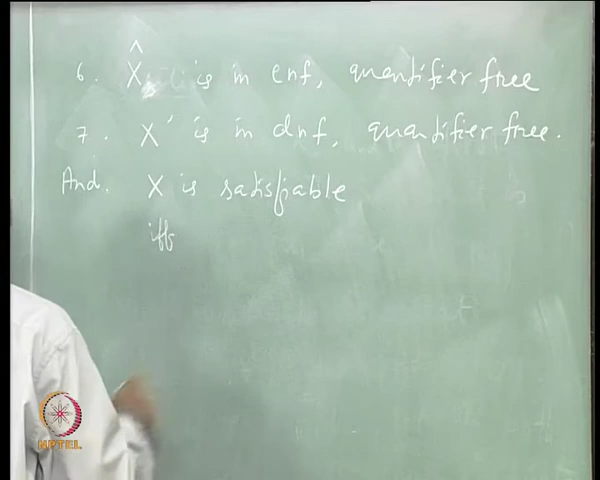 6. X̂ is in cnf, quantifier free
7. X' is in dnf, quantifier free.
And. X is satisfiable
iff
NPTEL